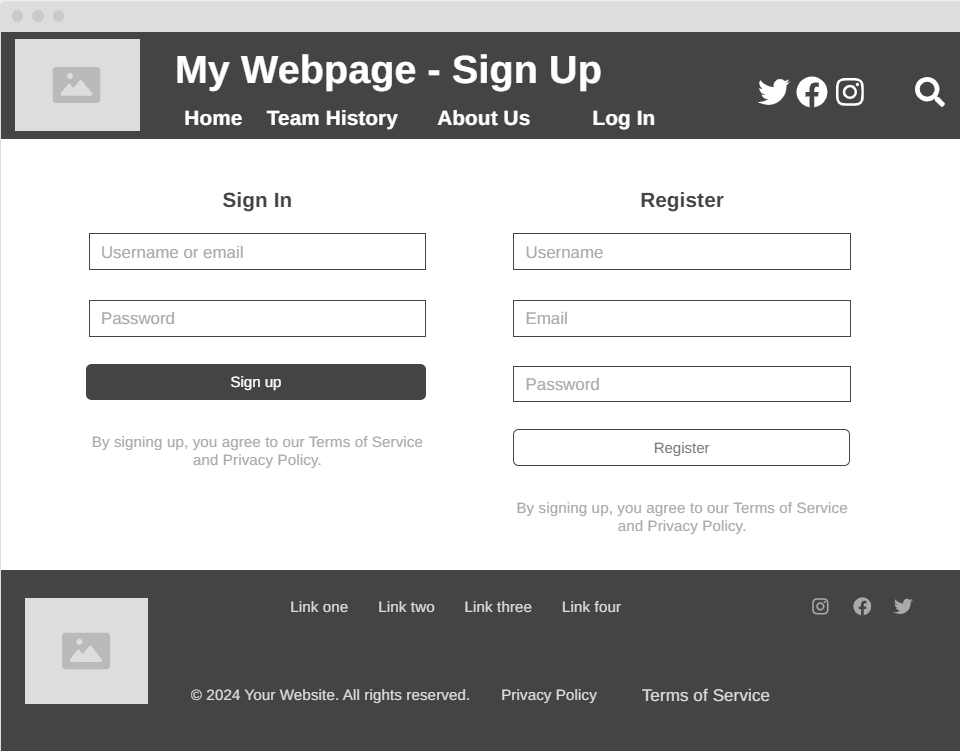 My Webpage - Sign Up
Home Team History About Us Log In
Sign In
Username or email
Password
Sign up
By signing up, you agree to our Terms of Service
and Privacy Policy.
Register
Username
Email
Password
Register
By signing up, you agree to our Terms of Service
and Privacy Policy.
Link one Link two Link three Link four
© 2024 Your Website. All rights reserved. Privacy Policy Terms of Service